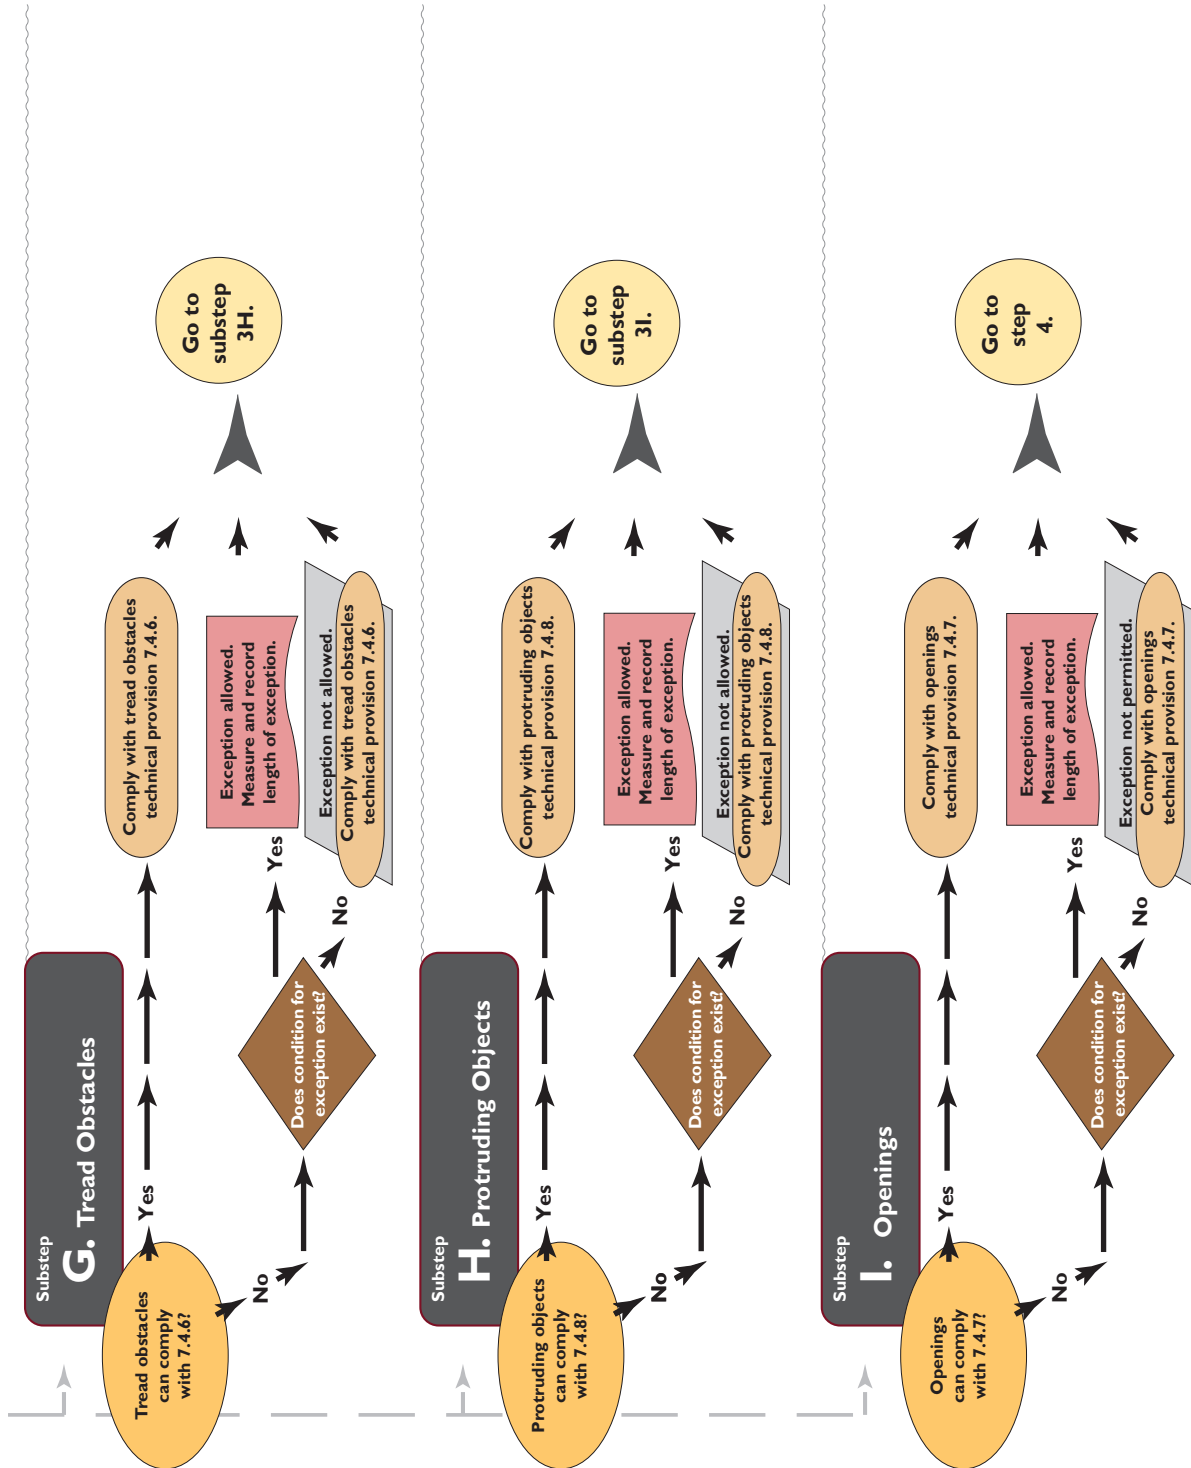 Substep
G. Tread Obstacles
Tread obstacles
can comply
with 7.4.6?
Yes
Comply with tread obstacles
technical provision 7.4.6.
No
Does condition for
exception exist?
Yes
Exception allowed.
Measure and record
length of exception.
No
Exception not allowed.
Comply with tread obstacles
technical provision 7.4.6.
Go to
substep
3H.
Substep
H. Protruding Objects
Protruding objects
can comply
with 7.4.8?
Yes
Comply with protruding objects
technical provision 7.4.8.
No
Does condition for
exception exist?
Yes
Exception allowed.
Measure and record
length of exception.
No
Exception not allowed.
Comply with protruding objects
technical provision 7.4.8.
Go to
substep
3I.
Substep
I. Openings
Openings
can comply
with 7.4.7?
Yes
Comply with openings
technical provision 7.4.7.
No
Does condition for
exception exist?
Yes
Exception allowed.
Measure and record
length of exception.
No
Exception not permitted.
Comply with openings
technical provision 7.4.7.
Go to
step
4.